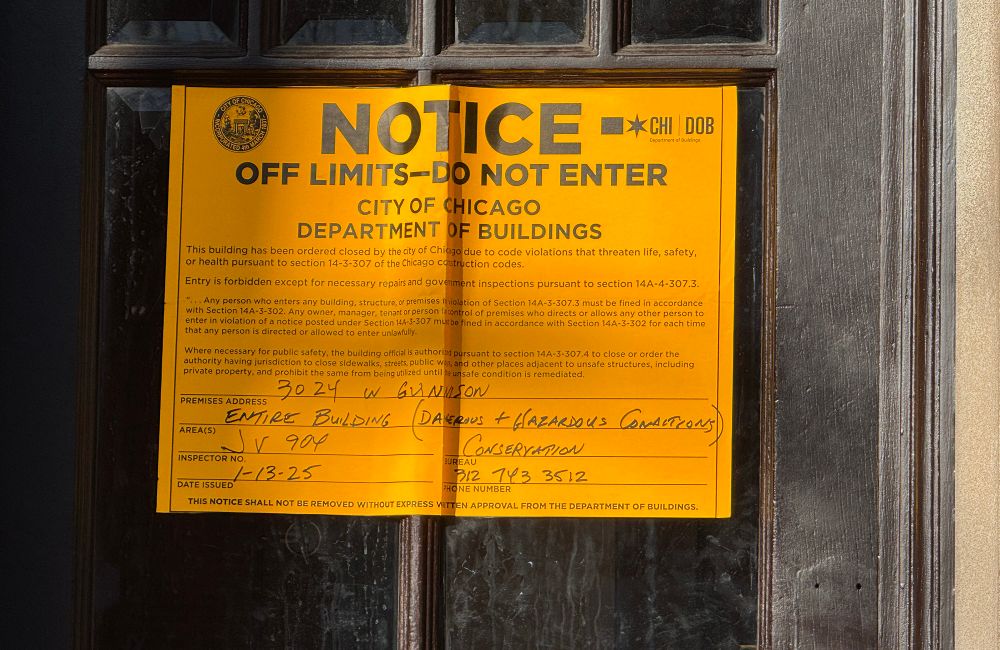 CITY OF CHICAGO
INCORPORATED 4TH MARCH 1837
NOTICE
CHI | DOB
Department of Buildings
OFF LIMITS—DO NOT ENTER
CITY OF CHICAGO
DEPARTMENT OF BUILDINGS
This building has been ordered closed by the city of Chicago due to code violations that threaten life, safety,
or health pursuant to section 14-3-307 of the Chicago construction codes.
Entry is forbidden except for necessary repairs and government inspections pursuant to section 14A-4-307.3.
". . . Any person who enters any building, structure, or premises in violation of Section 14A-3-307.3 must be fined in accordance
with Section 14A-3-302. Any owner, manager, tenant or person in control of premises who directs or allows any other person to
enter in violation of a notice posted under Section 14A-3-307 must be fined in accordance with Section 14A-3-302 for each time
that any person is directed or allowed to enter unlawfully.
Where necessary for public safety, the building official is authorized pursuant to section 14A-3-307.4 to close or order the
authority having jurisdiction to close sidewalks, streets, public way, and other places adjacent to unsafe structures, including
private property, and prohibit the same from being utilized until the unsafe condition is remediated.
3024 W GUNNISON
PREMISES ADDRESS
ENTIRE BUILDING (DANGEROUS + HAZARDOUS CONDITIONS)
AREA(S)
JV 904 CONSERVATION
INSPECTOR NO. BUREAU
1-13-25 312 743 3512
DATE ISSUED PHONE NUMBER
THIS NOTICE SHALL NOT BE REMOVED WITHOUT EXPRESS WRITTEN APPROVAL FROM THE DEPARTMENT OF BUILDINGS.